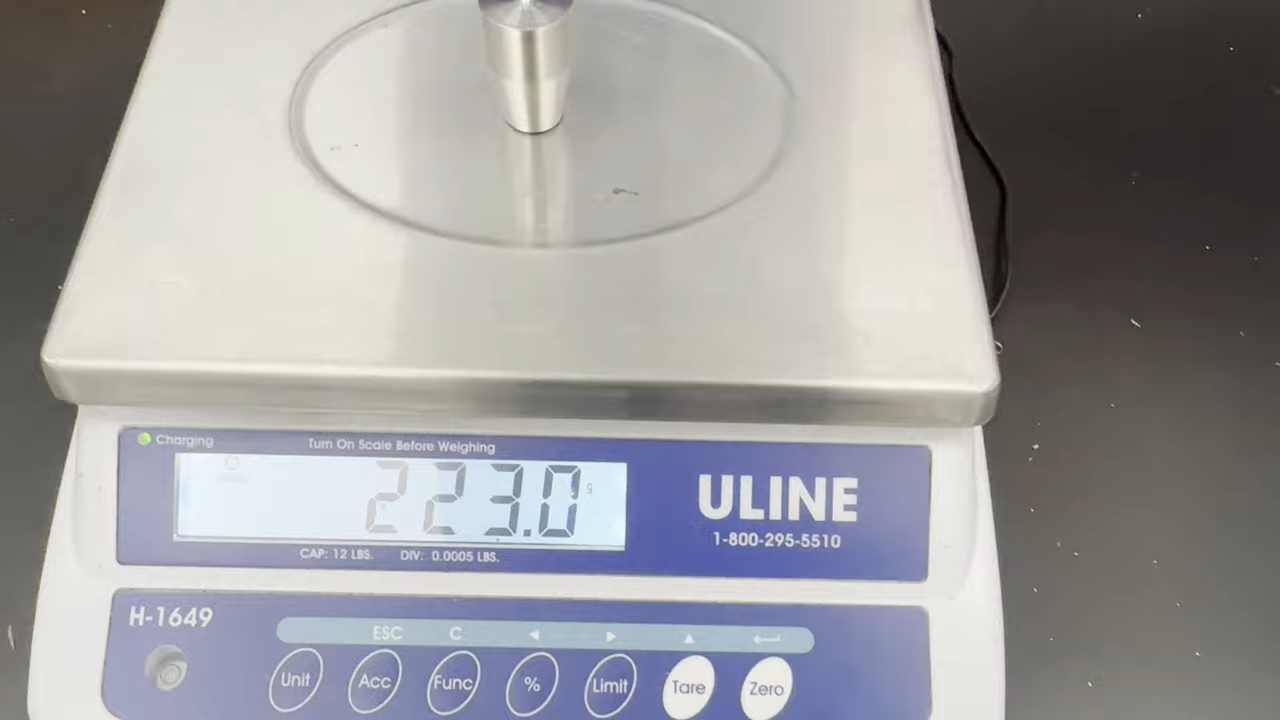 Charging
Turn On Scale Before Weighing
223.0 g
ULINE
1-800-295-5510
CAP: 12 LBS. DIV: 0.0005 LBS.
H-1649
ESC C ◀ ▶ ▲ ↵
Unit Acc Func % Limit Tare Zero